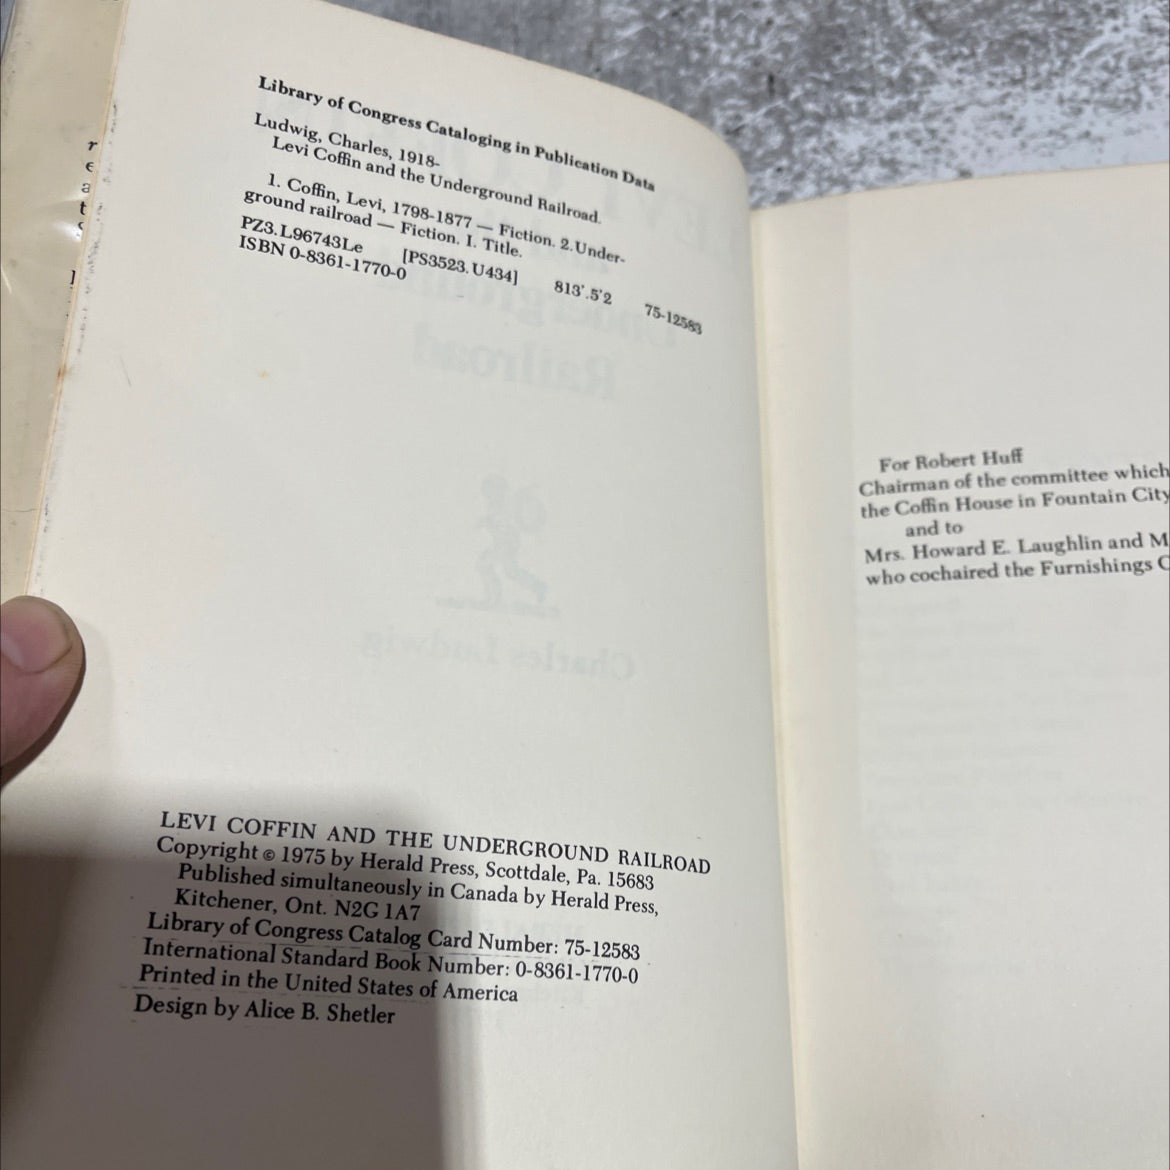 Library of Congress Cataloging in Publication Data
Ludwig, Charles, 1918-
Levi Coffin and the Underground Railroad.
1. Coffin, Levi, 1798-1877 — Fiction. 2. Under-
ground railroad — Fiction. I. Title.
PZ3.L96743Le [PS3523.U434] 813'.5'2 75-12583
ISBN 0-8361-1770-0
LEVI COFFIN AND THE UNDERGROUND RAILROAD
Copyright © 1975 by Herald Press, Scottdale, Pa. 15683
Published simultaneously in Canada by Herald Press,
Kitchener, Ont. N2G 1A7
Library of Congress Catalog Card Number: 75-12583
International Standard Book Number: 0-8361-1770-0
Printed in the United States of America
Design by Alice B. Shetler
For Robert Huff
Chairman of the committee which
the Coffin House in Fountain City
and to
Mrs. Howard E. Laughlin and M
who cochaired the Furnishings C